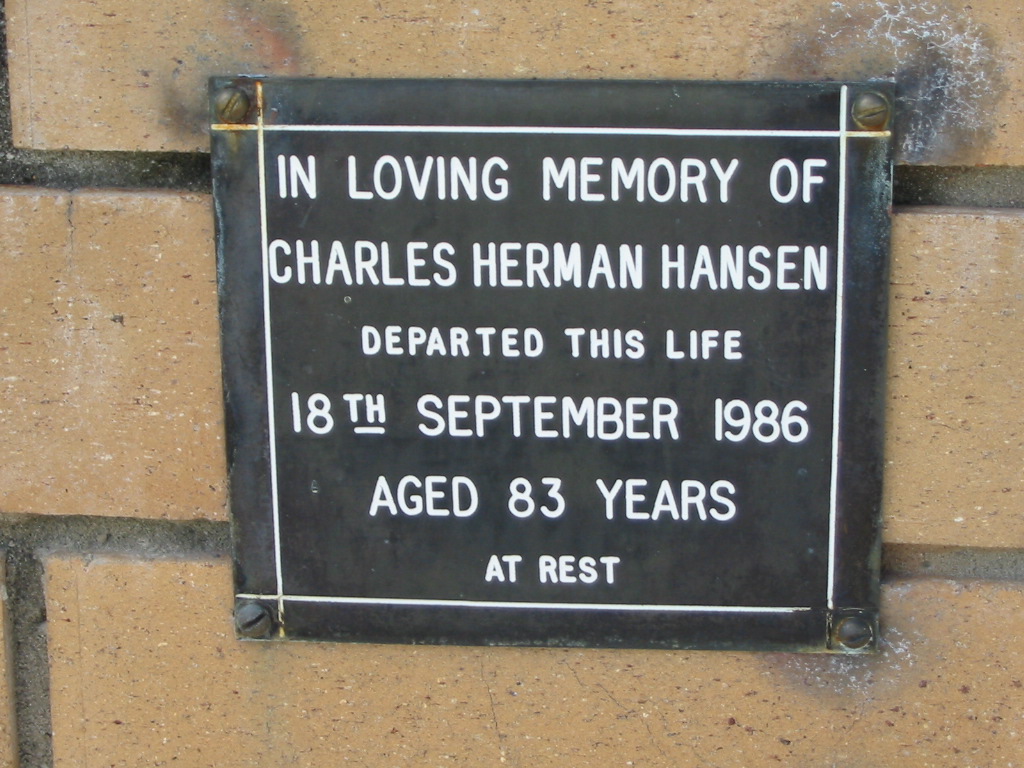 IN LOVING MEMORY OF
CHARLES HERMAN HANSEN
DEPARTED THIS LIFE
18TH SEPTEMBER 1986
AGED 83 YEARS
AT REST